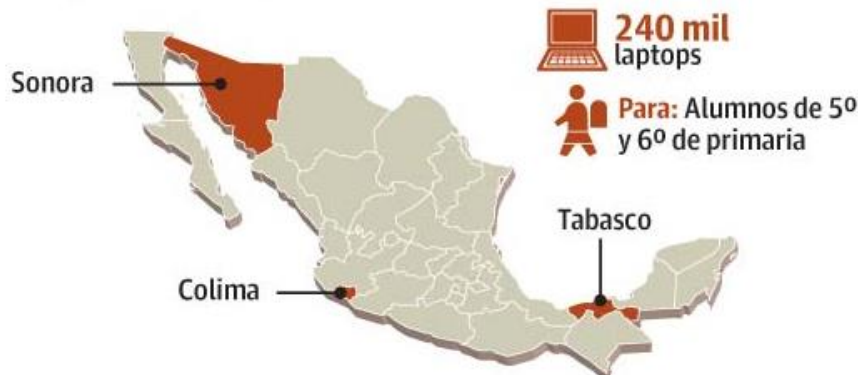 240 mil
laptops
Sonora
Para: Alumnos de 5º
y 6º de primaria
Tabasco
Colima